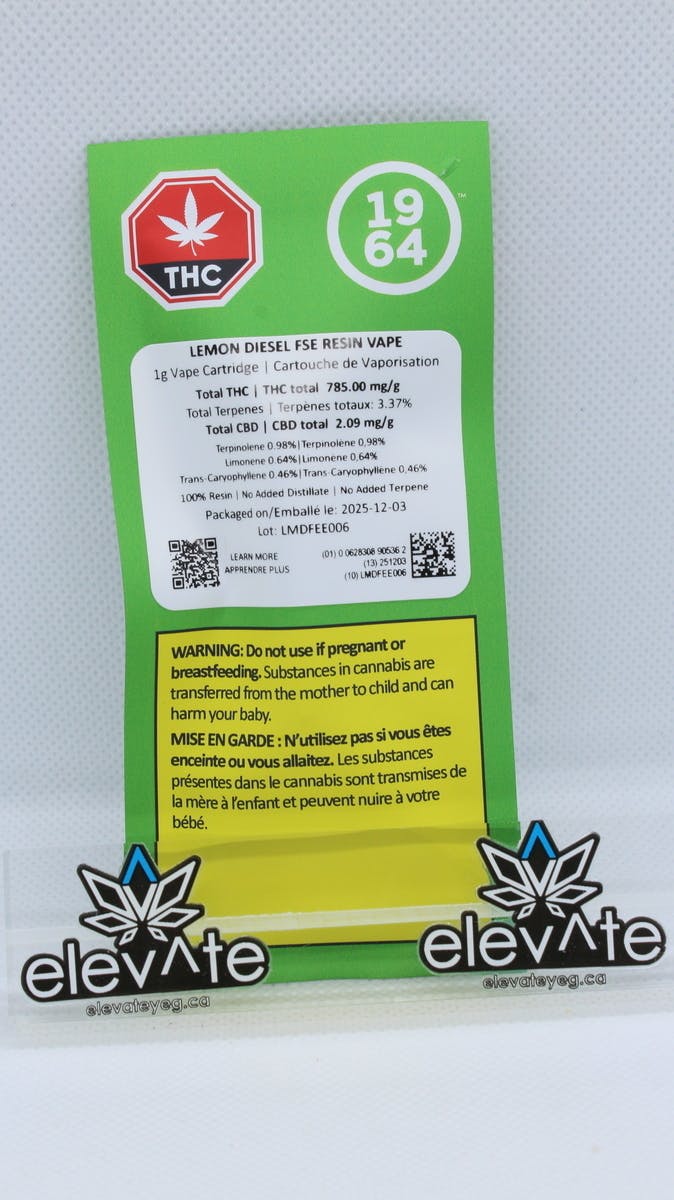 THC
19
64
™
LEMON DIESEL FSE RESIN VAPE
1g Vape Cartridge | Cartouche de Vaporisation
Total THC | THC total 785.00 mg/g
Total Terpenes | Terpènes totaux: 3.37%
Total CBD | CBD total 2.09 mg/g
Terpinolene 0.98%|Terpinolène 0,98%
Limonene 0.64%|Limonène 0,64%
Trans-Caryophyllene 0.46%|Trans-Caryophyllène 0,46%
100% Resin | No Added Distillate | No Added Terpene
Packaged on/Emballé le: 2025-12-03
Lot: LMDFEE006
LEARN MORE
APPRENDRE PLUS
(01) 0 0628308 90536 2
(13) 251203
(10) LMDFEE006
WARNING: Do not use if pregnant or
breastfeeding. Substances in cannabis are
transferred from the mother to child and can
harm your baby.
MISE EN GARDE : N'utilisez pas si vous êtes
enceinte ou vous allaitez. Les substances
présentes dans le cannabis sont transmises de
la mère à l'enfant et peuvent nuire à votre
bébé.
elev^te
elevateyeg.ca
elev^te
elevateyeg.ca